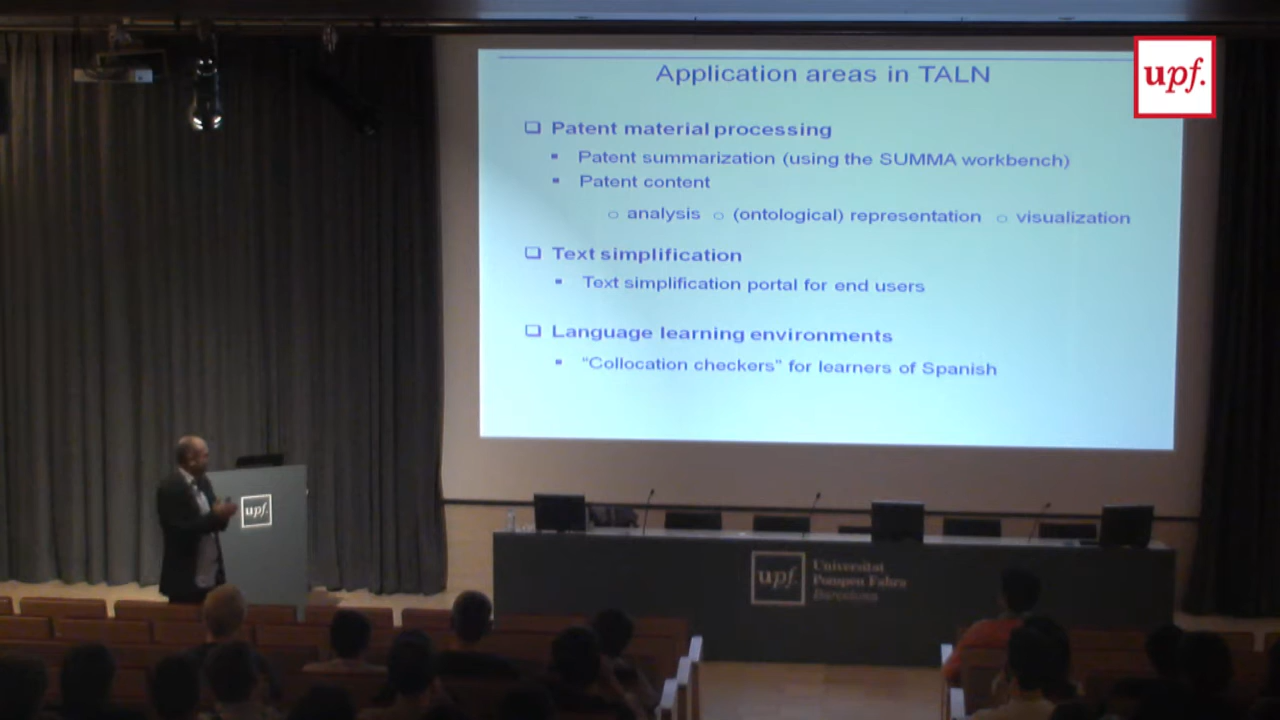 Application areas in TALN
upf.
Patent material processing
Patent summarization (using the SUMMA workbench)
Patent content
analysis (ontological) representation visualization
Text simplification
Text simplification portal for end users
Language learning environments
"Collocation checkers" for learners of Spanish
upf.
upf.
Universitat
Pompeu Fabra
Barcelona